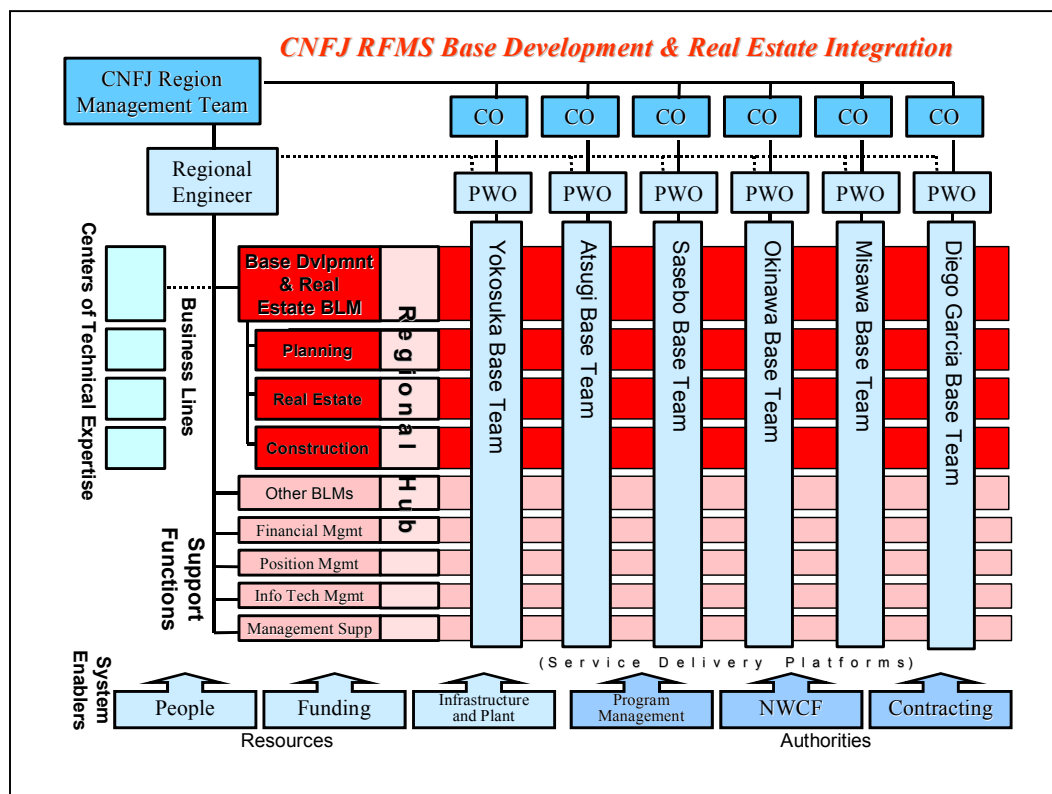 CNFJ RFMS Base Development & Real Estate Integration
CNFJ Region
Management Team
CO
CO
CO
CO
CO
CO
Regional
Engineer
PWO
PWO
PWO
PWO
PWO
PWO
Centers of Technical Expertise
Business Lines
Base Dvlpmnt
& Real
Estate BLM
Planning
Real Estate
Construction
Other BLMs
Regional Hub
Yokosuka Base Team
Atsugi Base Team
Sasebo Base Team
Okinawa Base Team
Misawa Base Team
Diego Garcia Base Team
Support
Functions
Financial Mgmt
Position Mgmt
Info Tech Mgmt
Management Supp
(Service Delivery Platforms)
System
Enablers
People
Funding
Infrastructure
and Plant
Program
Management
NWCF
Contracting
Resources
Authorities